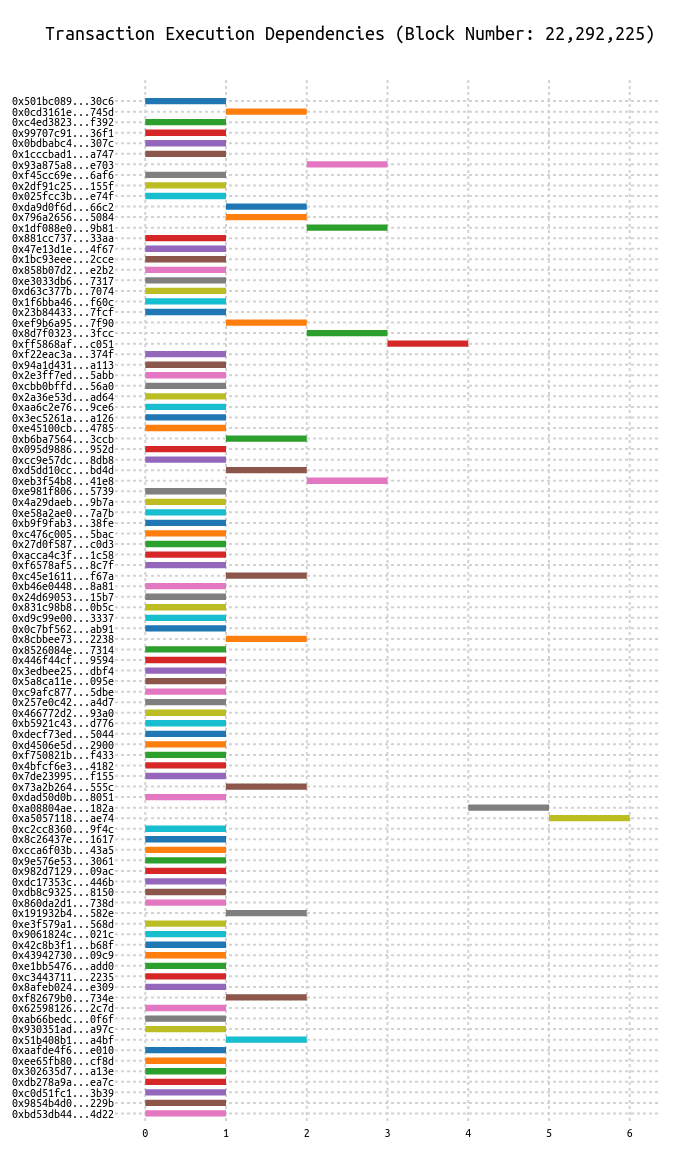 Transaction Execution Dependencies (Block Number: 22,292,225)
0x501bc089...30c6
0x0cd3161e...745d
0xc4ed3823...f392
0x99707c91...36f1
0x0bdbabc4...307c
0x1cccbad1...a747
0x93a875a8...e703
0xf45cc69e...6af6
0x2df91c25...155f
0x025fcc3b...e74f
0xda9d0f6d...66c2
0x796a2656...5084
0x1df088e0...9b81
0x881cc737...33aa
0x47e13d1e...4f67
0x1bc93eee...2cce
0x858b07d2...e2b2
0xe3033db6...7317
0xd63c377b...7074
0x1f6bba46...f60c
0x23b84433...7fcf
0xef9b6a95...7f90
0x8d7f0323...3fcc
0xff5868af...c051
0xf22eac3a...374f
0x94a1d431...a113
0x2e3ff7ed...5abb
0xcbb0bffd...56a0
0x2a36e53d...ad64
0xaa6c2e76...9ce6
0x3ec5261a...a126
0xe45100cb...4785
0xb6ba7564...3ccb
0x095d9886...952d
0xcc9e57dc...8db8
0xd5dd10cc...bd4d
0xeb3f54b8...41e8
0xe981f806...5739
0x4a29daeb...9b7a
0xe58a2ae0...7a7b
0xb9f9fab3...38fe
0xc476c005...5bac
0x27d0f587...c0d3
0xacca4c3f...1c58
0xf6578af5...8c7f
0xc45e1611...f67a
0xb46e0448...8a81
0x24d69053...15b7
0x831c98b8...0b5c
0xd9c99e00...3337
0x0c7bf562...ab91
0x8cbbee73...2238
0x8526084e...7314
0x446f44cf...9594
0x3edbee25...dbf4
0x5a8ca11e...095e
0xc9afc877...5dbe
0x257e0c42...a4d7
0x466772d2...93a0
0xb5921c43...d776
0xdecf73ed...5044
0xd4506e5d...2900
0xf750821b...f433
0x4bfcf6e3...4182
0x7de23995...f155
0x73a2b264...555c
0xdad50d0b...8051
0xa08804ae...182a
0xa5057118...ae74
0xc2cc8360...9f4c
0x8c26437e...1617
0xcca6f03b...43a5
0x9e576e53...3061
0x982d7129...09ac
0xdc17353c...446b
0xdb8c9325...8150
0x860da2d1...738d
0x191932b4...582e
0xe3f579a1...568d
0x9061824c...021c
0x42c8b3f1...b68f
0x43942730...09c9
0xe1bb5476...add0
0xc3443711...2235
0x8afeb024...e309
0xf82679b0...734e
0x62598126...2c7d
0xab66bedc...0f6f
0x930351ad...a97c
0x51b408b1...a4bf
0xaafde4f6...e010
0xee65fb80...cf8d
0x302635d7...a13e
0xdb278a9a...ea7c
0xc0d51fc1...3b39
0x9854b4d0...229b
0xbd53db44...4d22
0 1 2 3 4 5 6